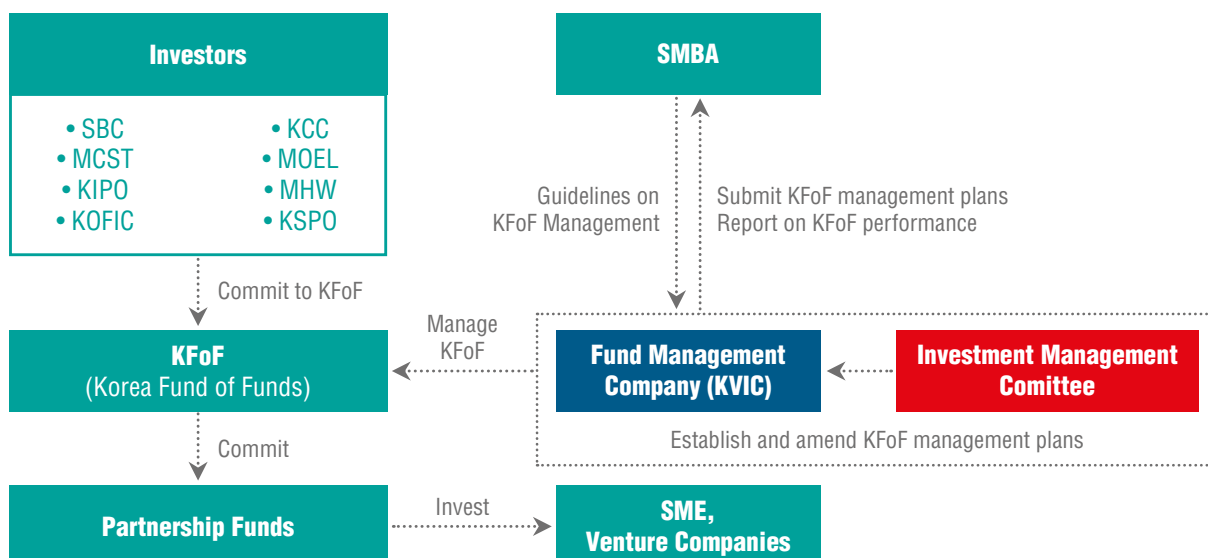 Investors
• SBC
• MCST
• KIPO
• KOFIC
• KCC
• MOEL
• MHW
• KSPO
SMBA
Guidelines on
KFoF Management
Submit KFoF management plans
Report on KFoF performance
Commit to KFoF
KFoF
(Korea Fund of Funds)
Manage
KFoF
Fund Management
Company (KVIC)
Investment Management
Comittee
Establish and amend KFoF management plans
Commit
Partnership Funds
Invest
SME,
Venture Companies